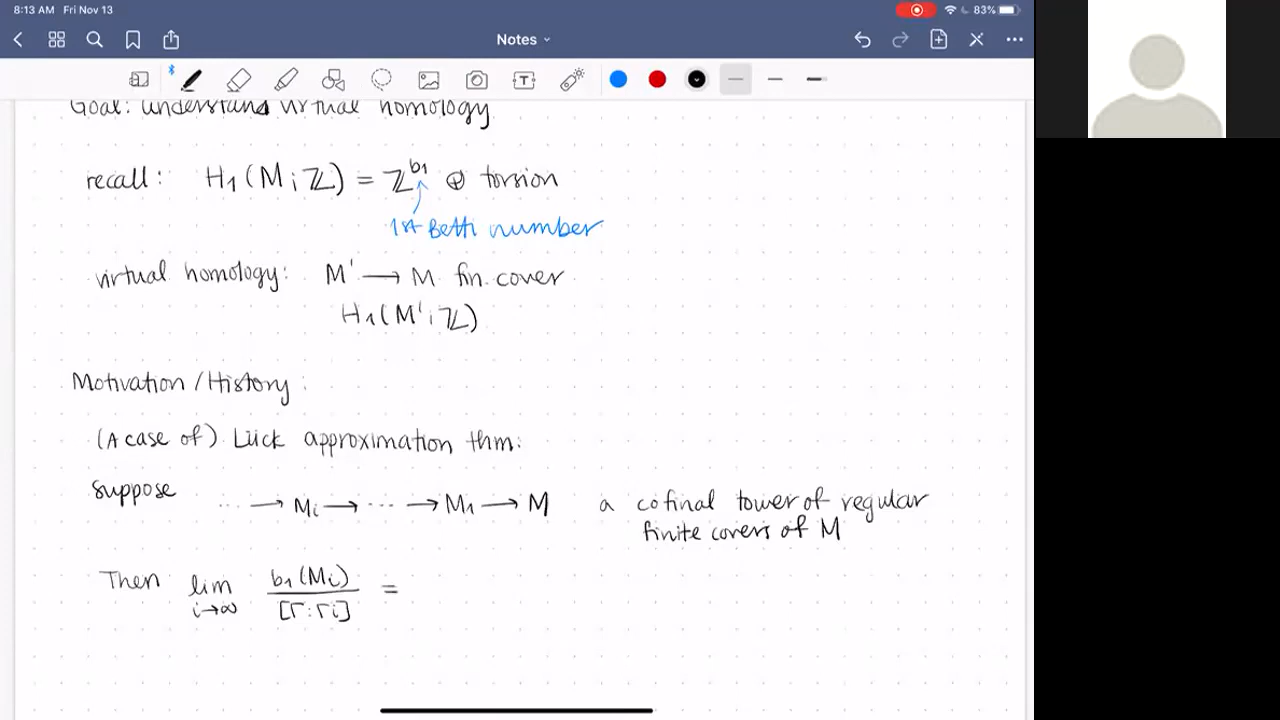 8:13 AM Fri Nov 13
83%
Notes
Goal: understand virtual homology
recall: H₁(M; ℤ) = ℤ^b₁ ⊕ torsion
1st Betti number
virtual homology: M' → M fin. cover
H₁(M'; ℤ)
Motivation/History:
(A case of) Lück approximation thm:
suppose ... → Mᵢ → ... → M₁ → M a cofinal tower of regular
finite covers of M
Then lim i→∞ b₁(Mᵢ) / [Γ:Γᵢ] =